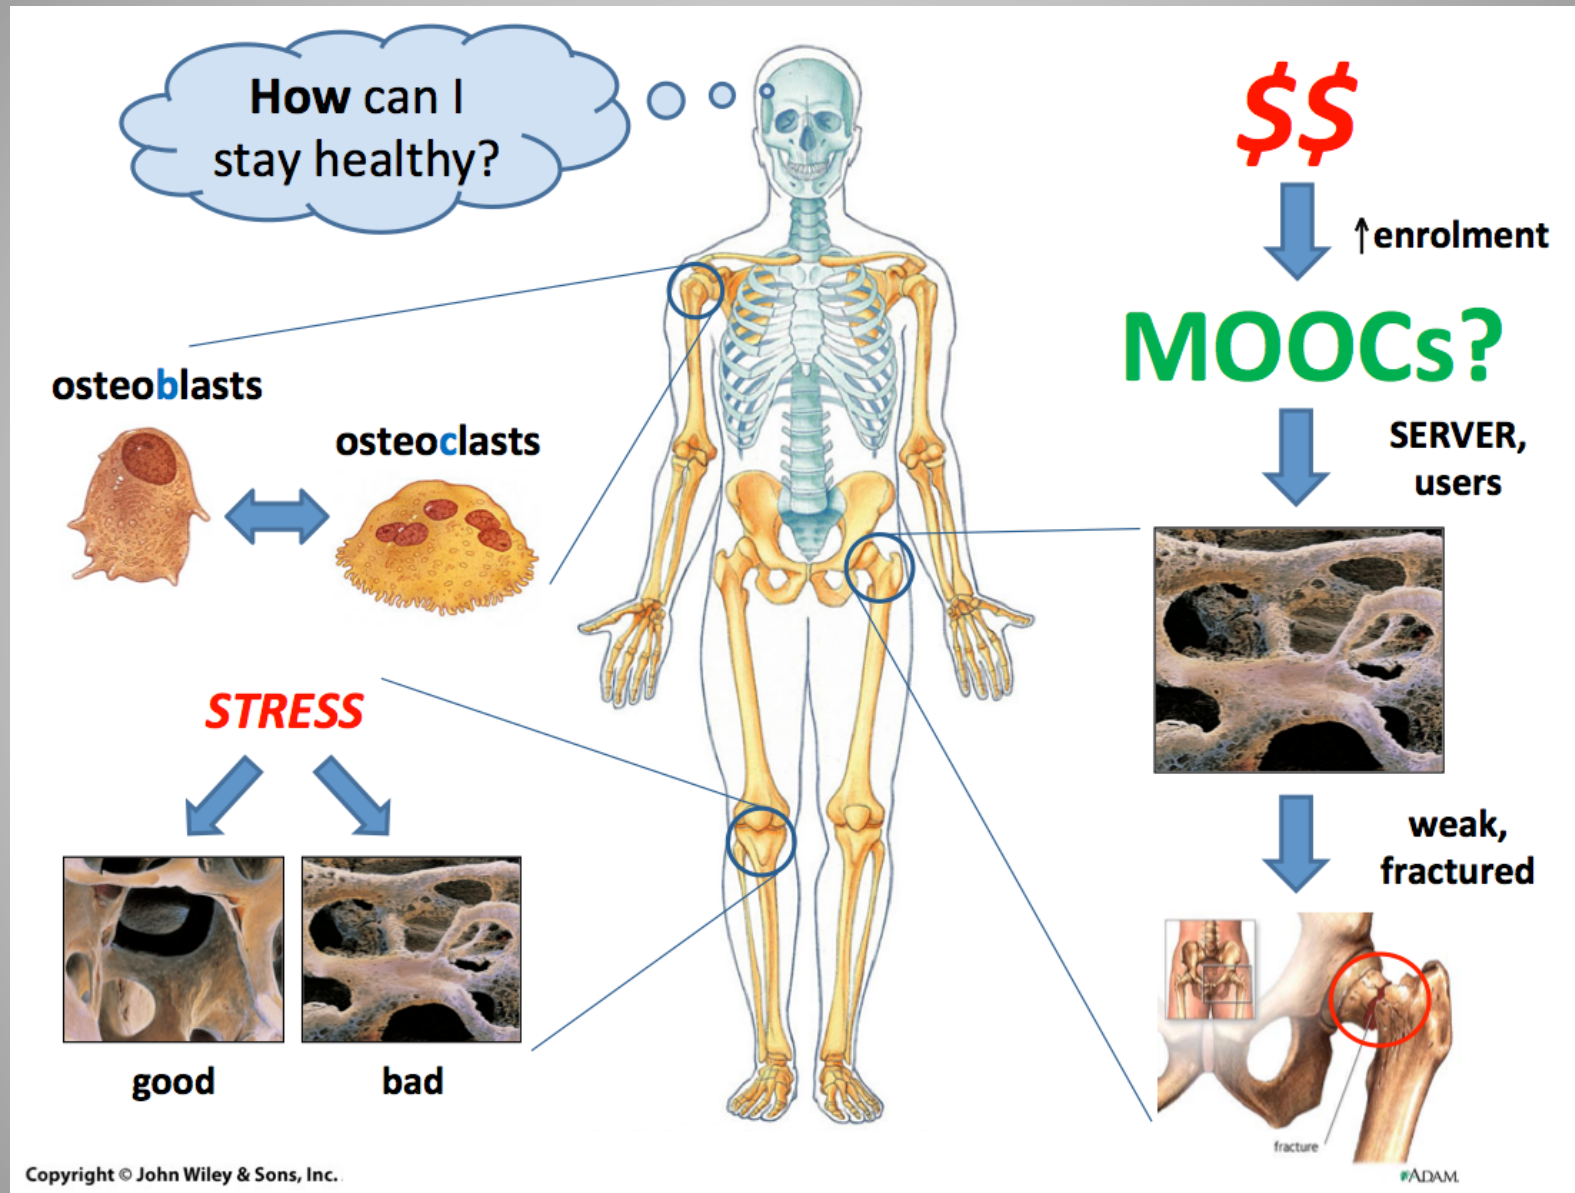 How can I
stay healthy?
$$
↑enrolment
MOOCs?
SERVER,
users
osteoblasts
osteoclasts
STRESS
good
bad
weak,
fractured
fracture
Copyright © John Wiley & Sons, Inc.
ADAM.